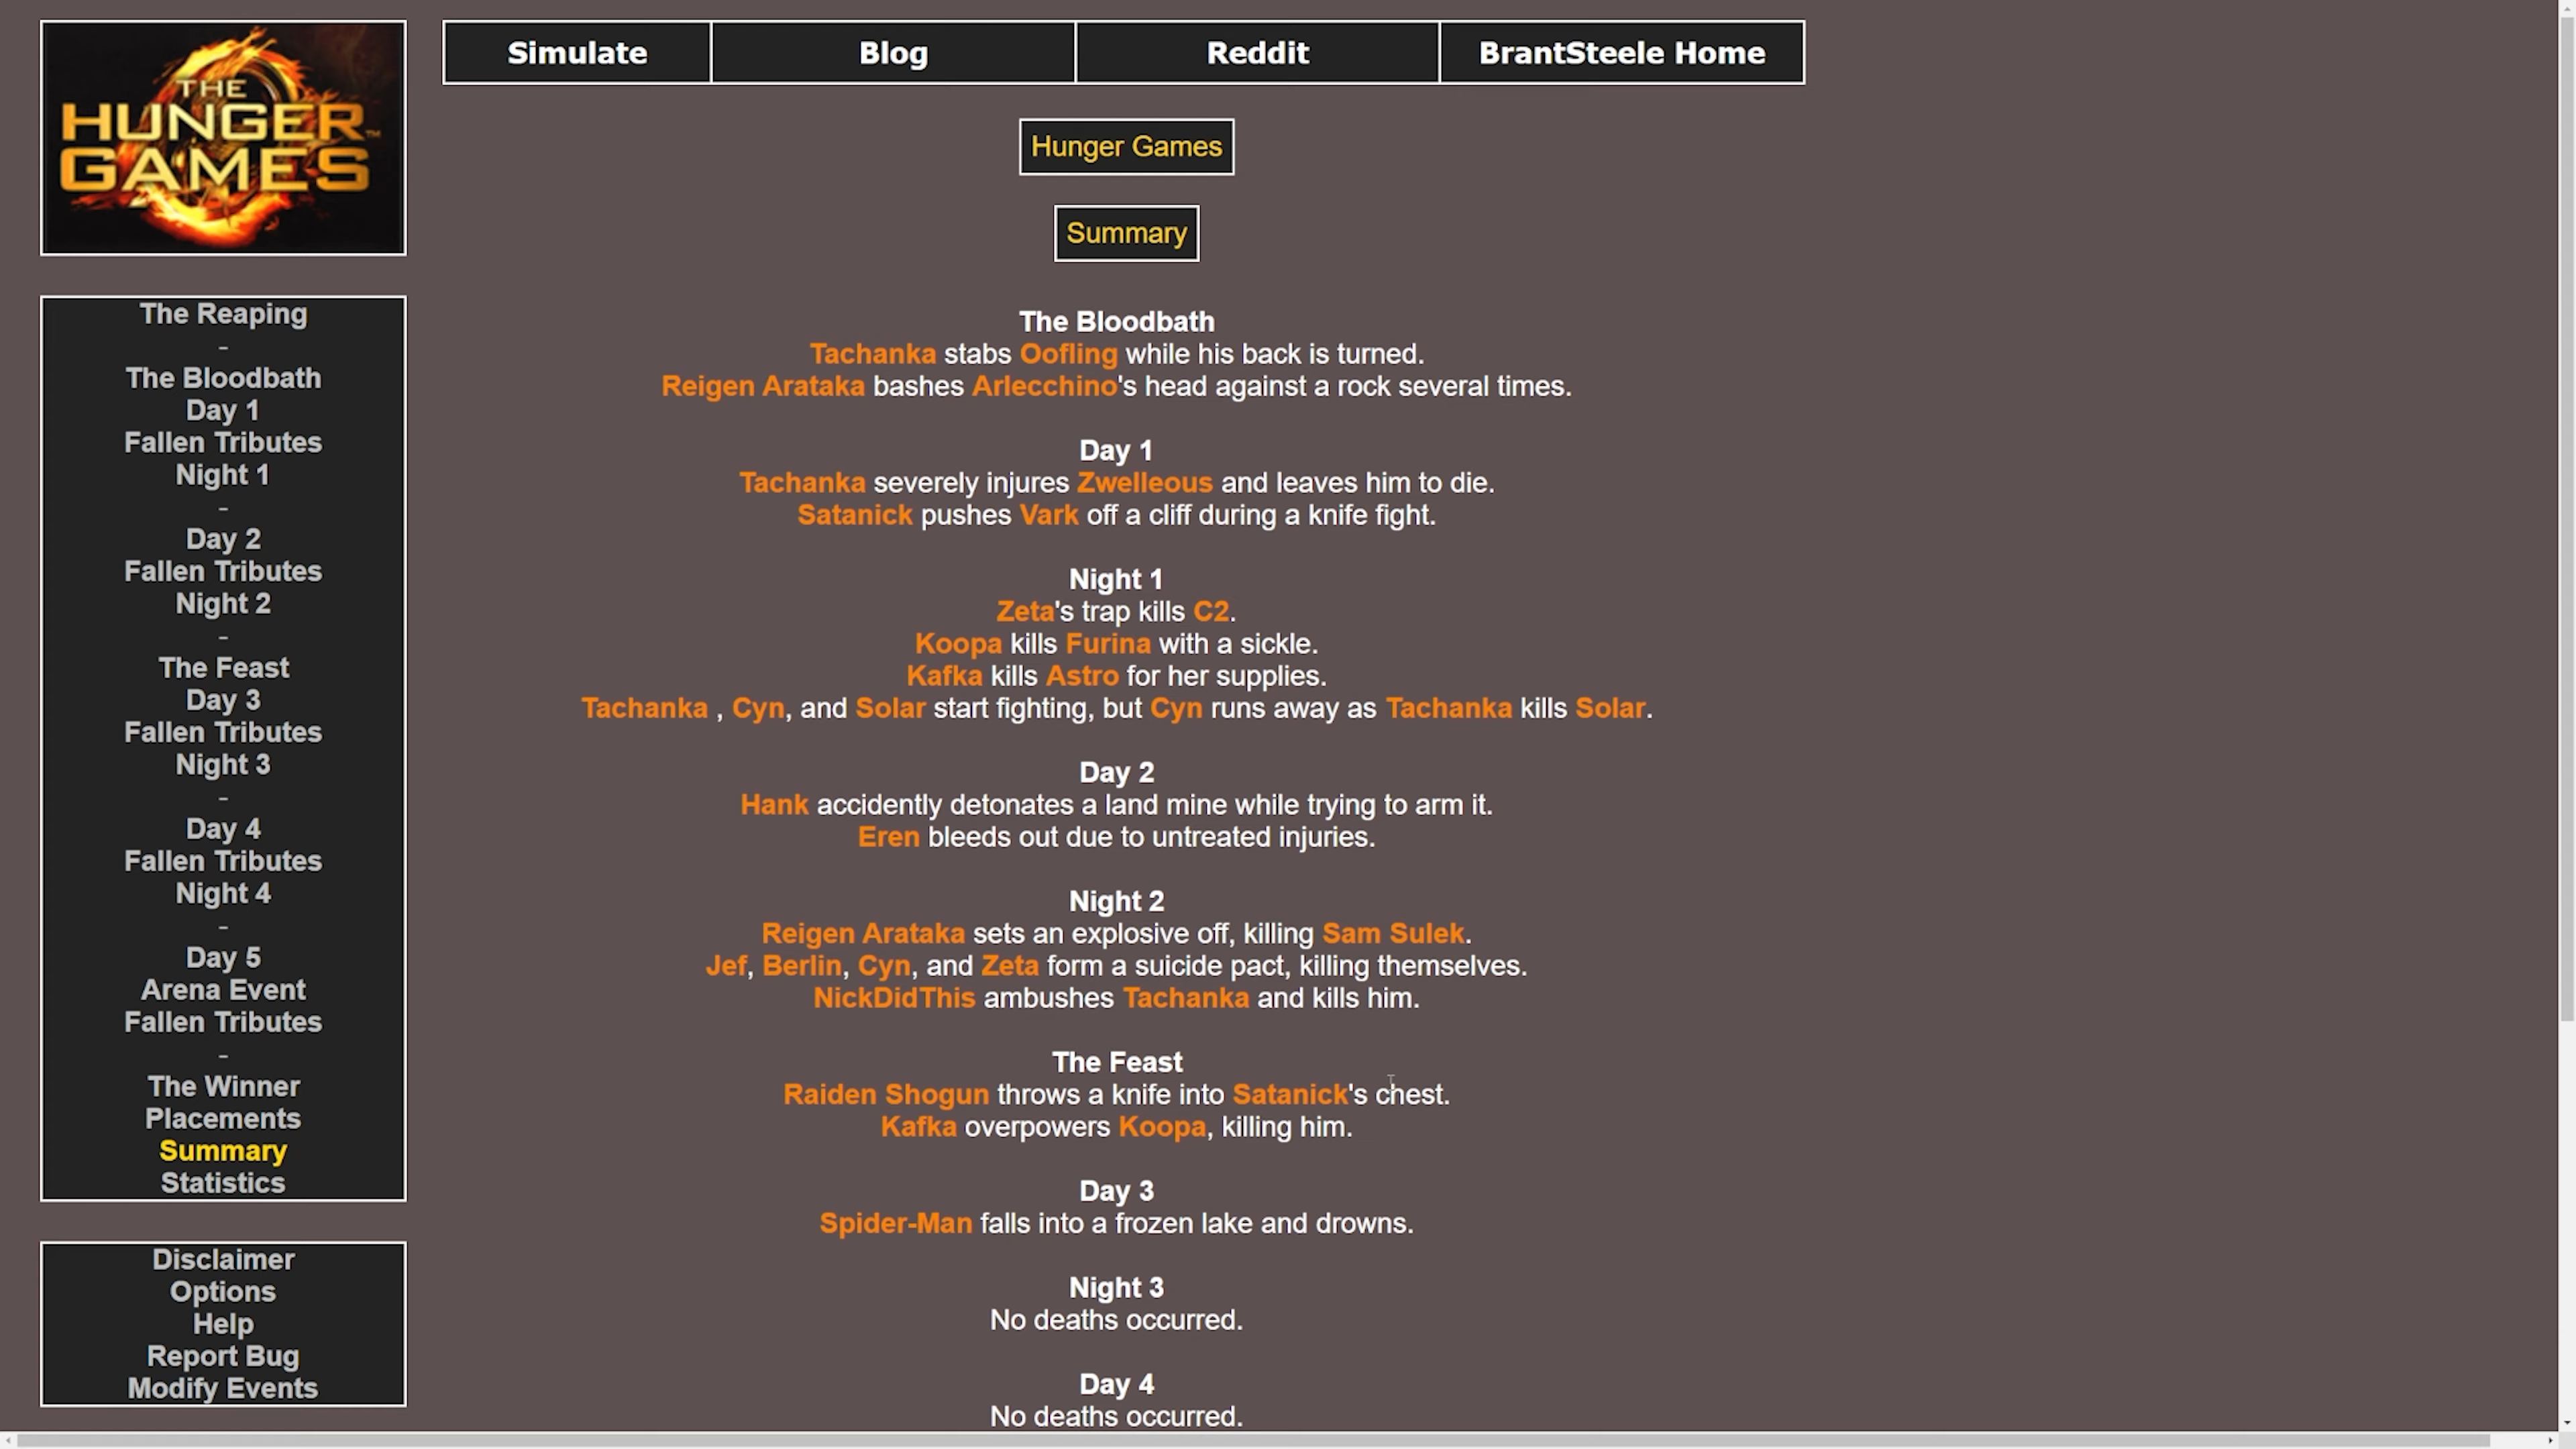 THE
HUNGER
GAMES
TM
Simulate
Blog
Reddit
BrantSteele Home
Hunger Games
Summary
The Reaping
-
The Bloodbath
Day 1
Fallen Tributes
Night 1
-
Day 2
Fallen Tributes
Night 2
-
The Feast
Day 3
Fallen Tributes
Night 3
-
Day 4
Fallen Tributes
Night 4
-
Day 5
Arena Event
Fallen Tributes
-
The Winner
Placements
Summary
Statistics
Disclaimer
Options
Help
Report Bug
Modify Events
The Bloodbath
Tachanka stabs Oofling while his back is turned.
Reigen Arataka bashes Arlecchino's head against a rock several times.
Day 1
Tachanka severely injures Zwelleous and leaves him to die.
Satanick pushes Vark off a cliff during a knife fight.
Night 1
Zeta's trap kills C2.
Koopa kills Furina with a sickle.
Kafka kills Astro for her supplies.
Tachanka , Cyn, and Solar start fighting, but Cyn runs away as Tachanka kills Solar.
Day 2
Hank accidently detonates a land mine while trying to arm it.
Eren bleeds out due to untreated injuries.
Night 2
Reigen Arataka sets an explosive off, killing Sam Sulek.
Jef, Berlin, Cyn, and Zeta form a suicide pact, killing themselves.
NickDidThis ambushes Tachanka and kills him.
The Feast
Raiden Shogun throws a knife into Satanick's chest.
Kafka overpowers Koopa, killing him.
Day 3
Spider-Man falls into a frozen lake and drowns.
Night 3
No deaths occurred.
Day 4
No deaths occurred.